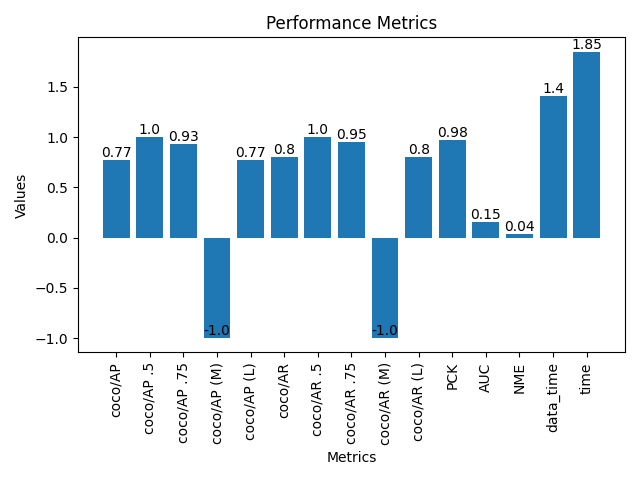 Performance Metrics
Values
1.5
1.0
0.5
0.0
−0.5
−1.0
0.77
1.0
0.93
-1.0
0.77
0.8
1.0
0.95
-1.0
0.8
0.98
0.15
0.04
1.4
1.85
coco/AP
coco/AP .5
coco/AP .75
coco/AP (M)
coco/AP (L)
coco/AR
coco/AR .5
coco/AR .75
coco/AR (M)
coco/AR (L)
PCK
AUC
NME
data_time
time
Metrics